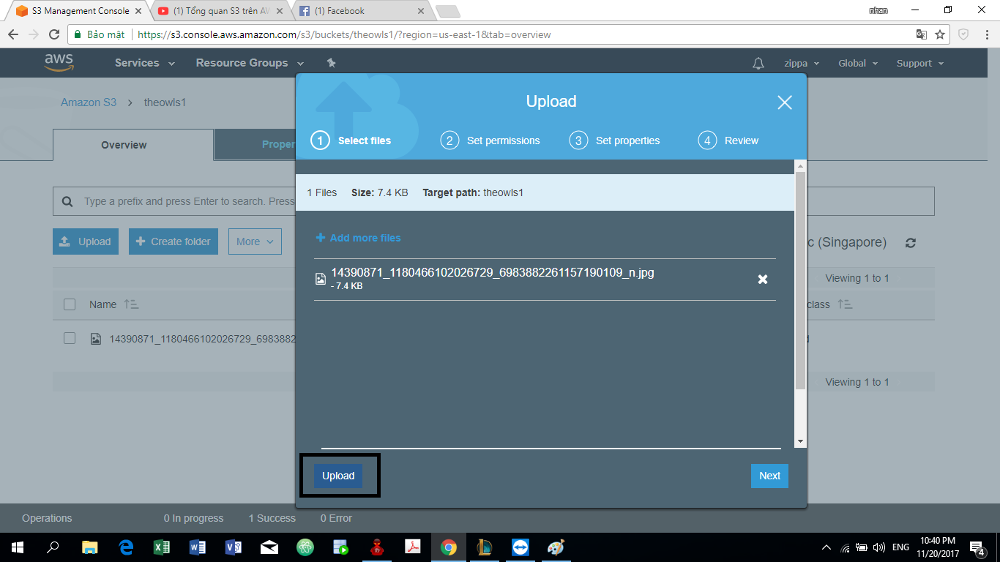 S3 Management Console
(1) Tổng quan S3 trên AW
(1) Facebook
nhan
Bảo mật
https://s3.console.aws.amazon.com/s3/buckets/theowls1/?region=us-east-1&tab=overview
aws
Services
Resource Groups
zippa
Global
Support
Amazon S3 > theowls1
Overview
Proper
Upload
1 Select files
2 Set permissions
3 Set properties
4 Review
1 Files Size: 7.4 KB Target path: theowls1
Type a prefix and press Enter to search. Press
Upload
Create folder
More
Add more files
c (Singapore)
14390871_1180466102026729_6983882261157190109_n.jpg
- 7.4 KB
Viewing 1 to 1
Name
class
14390871_1180466102026729_6983882
d
Viewing 1 to 1
Upload
Next
Operations
0 In progress
1 Success
0 Error
ENG
10:40 PM
11/20/2017
4